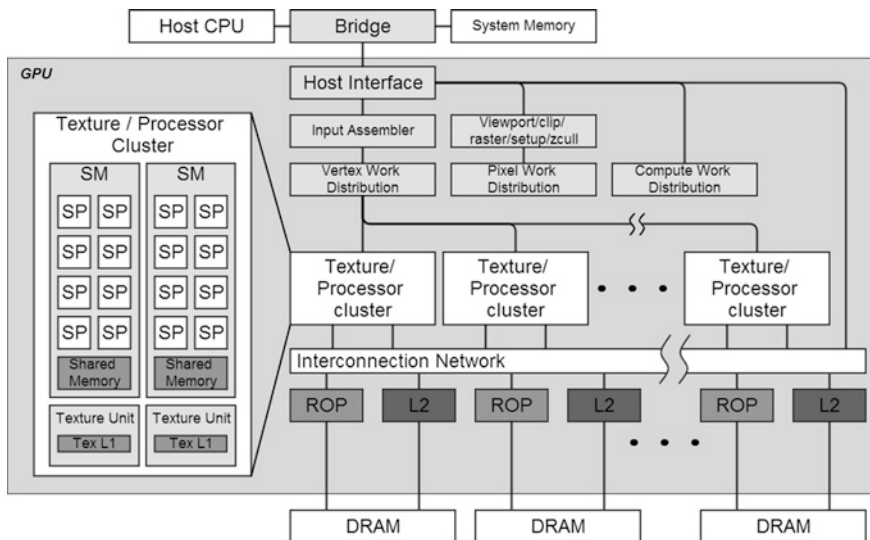 Host CPU
Bridge
System Memory
GPU
Host Interface
Texture / Processor
Cluster
Input Assembler
Viewport/clip/
raster/setup/zcull
Vertex Work
Distribution
Pixel Work
Distribution
Compute Work
Distribution
SM
SM
SP SP SP SP
SP SP SP SP
SP SP SP SP
SP SP SP SP
Shared
Memory
Shared
Memory
Texture Unit
Tex L1
Texture Unit
Tex L1
Texture/
Processor
cluster
Texture/
Processor
cluster
Texture/
Processor
cluster
Interconnection Network
ROP
L2
ROP
L2
ROP
L2
DRAM
DRAM
DRAM